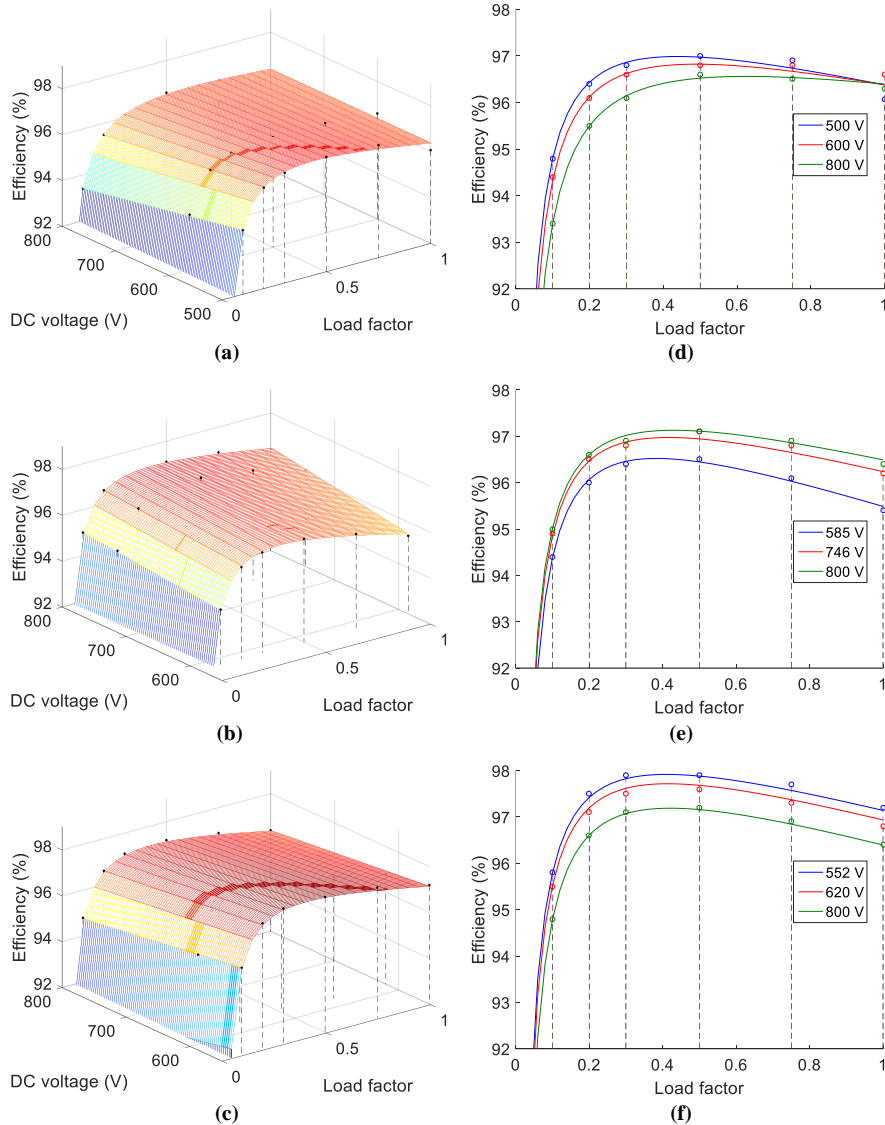 Efficiency (%)
98
96
94
92
800
700
600
500
DC voltage (V)
0
0.5
1
Load factor
(a)
Efficiency (%)
98
97
96
95
94
93
92
0
0.2
0.4
0.6
0.8
1
Load factor
500 V
600 V
800 V
(d)
Efficiency (%)
98
96
94
92
800
700
600
DC voltage (V)
0
0.5
1
Load factor
(b)
Efficiency (%)
98
97
96
95
94
93
92
0
0.2
0.4
0.6
0.8
1
Load factor
585 V
746 V
800 V
(e)
Efficiency (%)
98
96
94
92
800
700
600
DC voltage (V)
0
0.5
1
Load factor
(c)
Efficiency (%)
98
97
96
95
94
93
92
0
0.2
0.4
0.6
0.8
1
Load factor
552 V
620 V
800 V
(f)